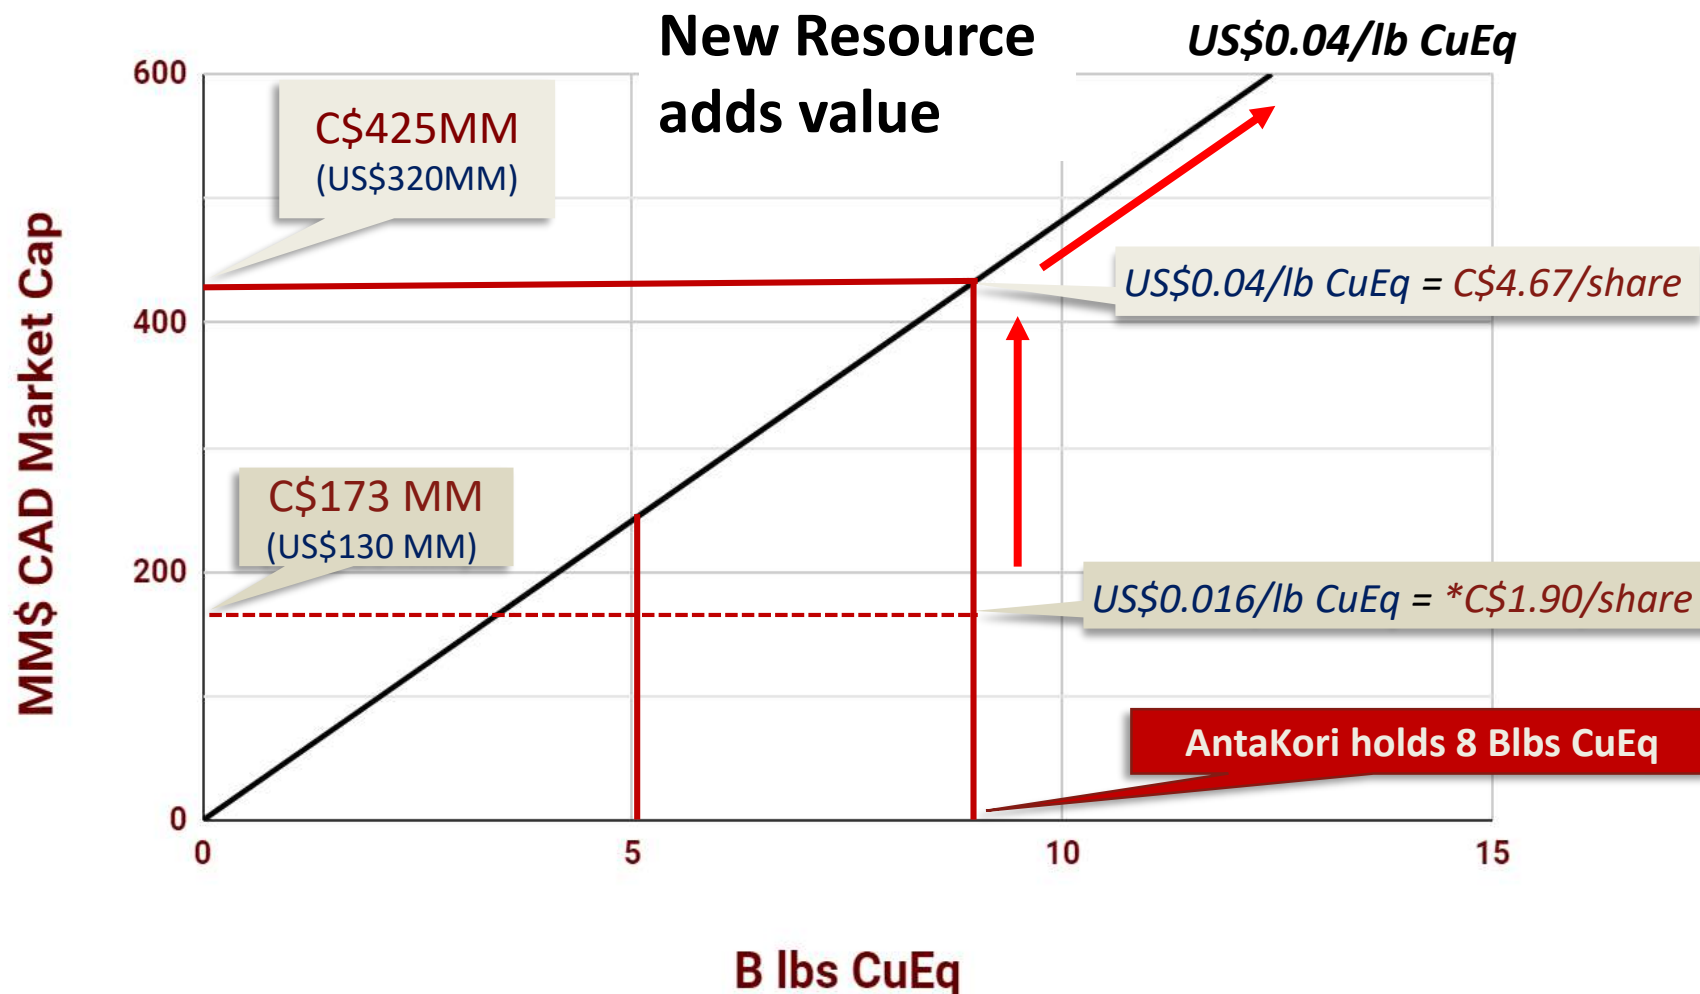 New Resource
adds value
US$0.04/lb CuEq
600
C$425MM
(US$320MM)
MM$ CAD Market Cap
US$0.04/lb CuEq = C$4.67/share
400
C$173 MM
(US$130 MM)
200
US$0.016/lb CuEq = *C$1.90/share
AntaKori holds 8 Blbs CuEq
0
0
5
10
15
B lbs CuEq